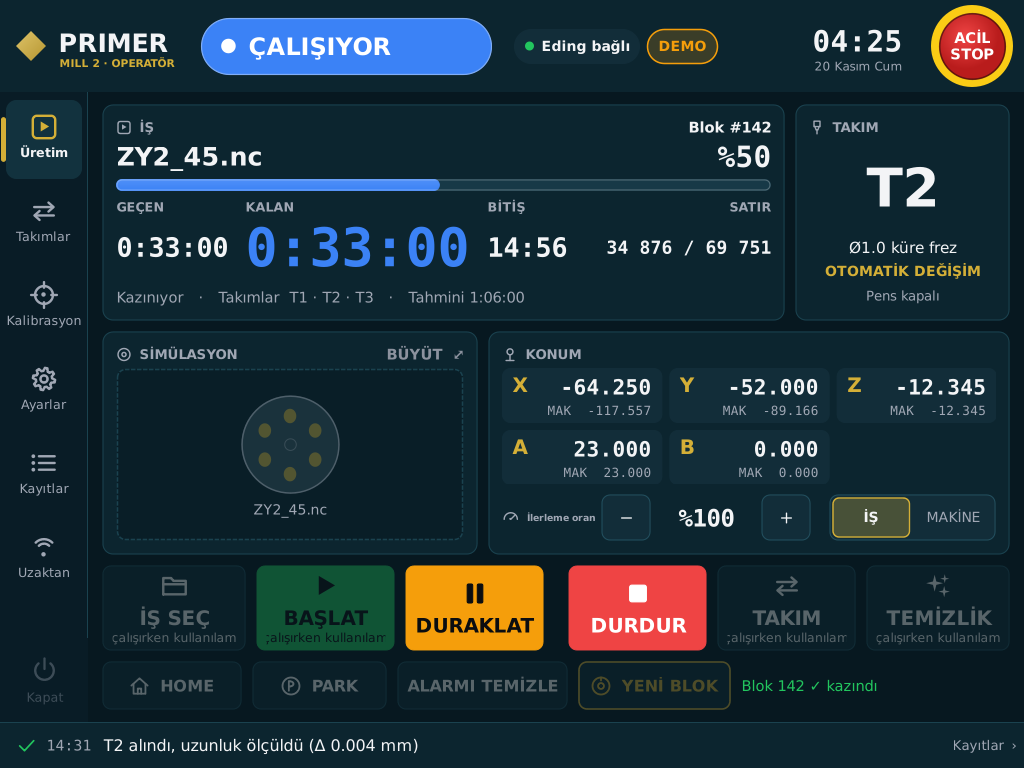 PRIMER
MILL 2 · OPERATÖR
ÇALIŞIYOR
Eding bağlı
DEMO
04:25
20 Kasım Cum
ACİL
STOP
Üretim
Takımlar
Kalibrasyon
Ayarlar
Kayıtlar
Uzaktan
Kapat
İŞ
Blok #142
ZY2_45.nc
%50
GEÇEN
KALAN
BİTİŞ
SATIR
0:33:00
0:33:00
14:56
34 876 / 69 751
Kazınıyor · Takımlar T1 · T2 · T3 · Tahmini 1:06:00
TAKIM
T2
Ø1.0 küre frez
OTOMATİK DEĞİŞİM
Pens kapalı
SİMÜLASYON
BÜYÜT
ZY2_45.nc
KONUM
X -64.250
MAK -117.557
Y -52.000
MAK -89.166
Z -12.345
MAK -12.345
A 23.000
MAK 23.000
B 0.000
MAK 0.000
İlerleme oran
−
%100
+
İŞ
MAKİNE
İŞ SEÇ
çalışırken kullanılam
BAŞLAT
çalışırken kullanılam
DURAKLAT
DURDUR
TAKIM
çalışırken kullanılam
TEMİZLİK
çalışırken kullanılam
HOME
PARK
ALARMI TEMİZLE
YENİ BLOK
Blok 142 ✓ kazındı
14:31 T2 alındı, uzunluk ölçüldü (Δ 0.004 mm)
Kayıtlar ›